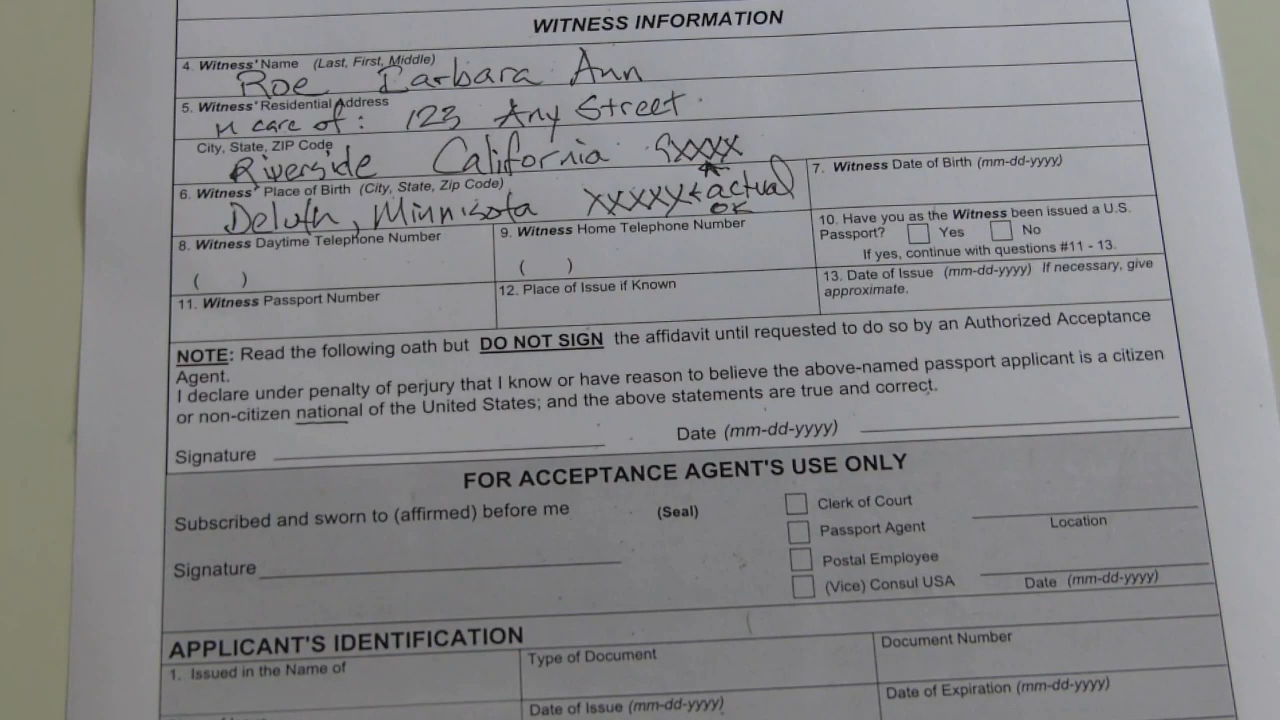 WITNESS INFORMATION
4. Witness' Name (Last, First, Middle)
Roe Barbara Ann
5. Witness' Residential Address
In care of: 123 Any Street
City, State, ZIP Code
Riverside California 9xxxx
6. Witness' Place of Birth (City, State, Zip Code)
Deluth, Minnisota xxxxx ← actual
OK
7. Witness Date of Birth (mm-dd-yyyy)
8. Witness Daytime Telephone Number
( )
9. Witness Home Telephone Number
( )
10. Have you as the Witness been issued a U.S.
Passport? Yes No
If yes, continue with questions #11 - 13.
11. Witness Passport Number
12. Place of Issue if Known
13. Date of Issue (mm-dd-yyyy) If necessary, give
approximate.
NOTE: Read the following oath but DO NOT SIGN the affidavit until requested to do so by an Authorized Acceptance
Agent.
I declare under penalty of perjury that I know or have reason to believe the above-named passport applicant is a citizen
or non-citizen national of the United States; and the above statements are true and correct.
Signature Date (mm-dd-yyyy)
FOR ACCEPTANCE AGENT'S USE ONLY
Subscribed and sworn to (affirmed) before me (Seal)
Signature
Clerk of Court
Passport Agent
Postal Employee
(Vice) Consul USA
Location
Date (mm-dd-yyyy)
APPLICANT'S IDENTIFICATION
1. Issued in the Name of
Type of Document
Document Number
Date of Issue (mm-dd-yyyy)
Date of Expiration (mm-dd-yyyy)